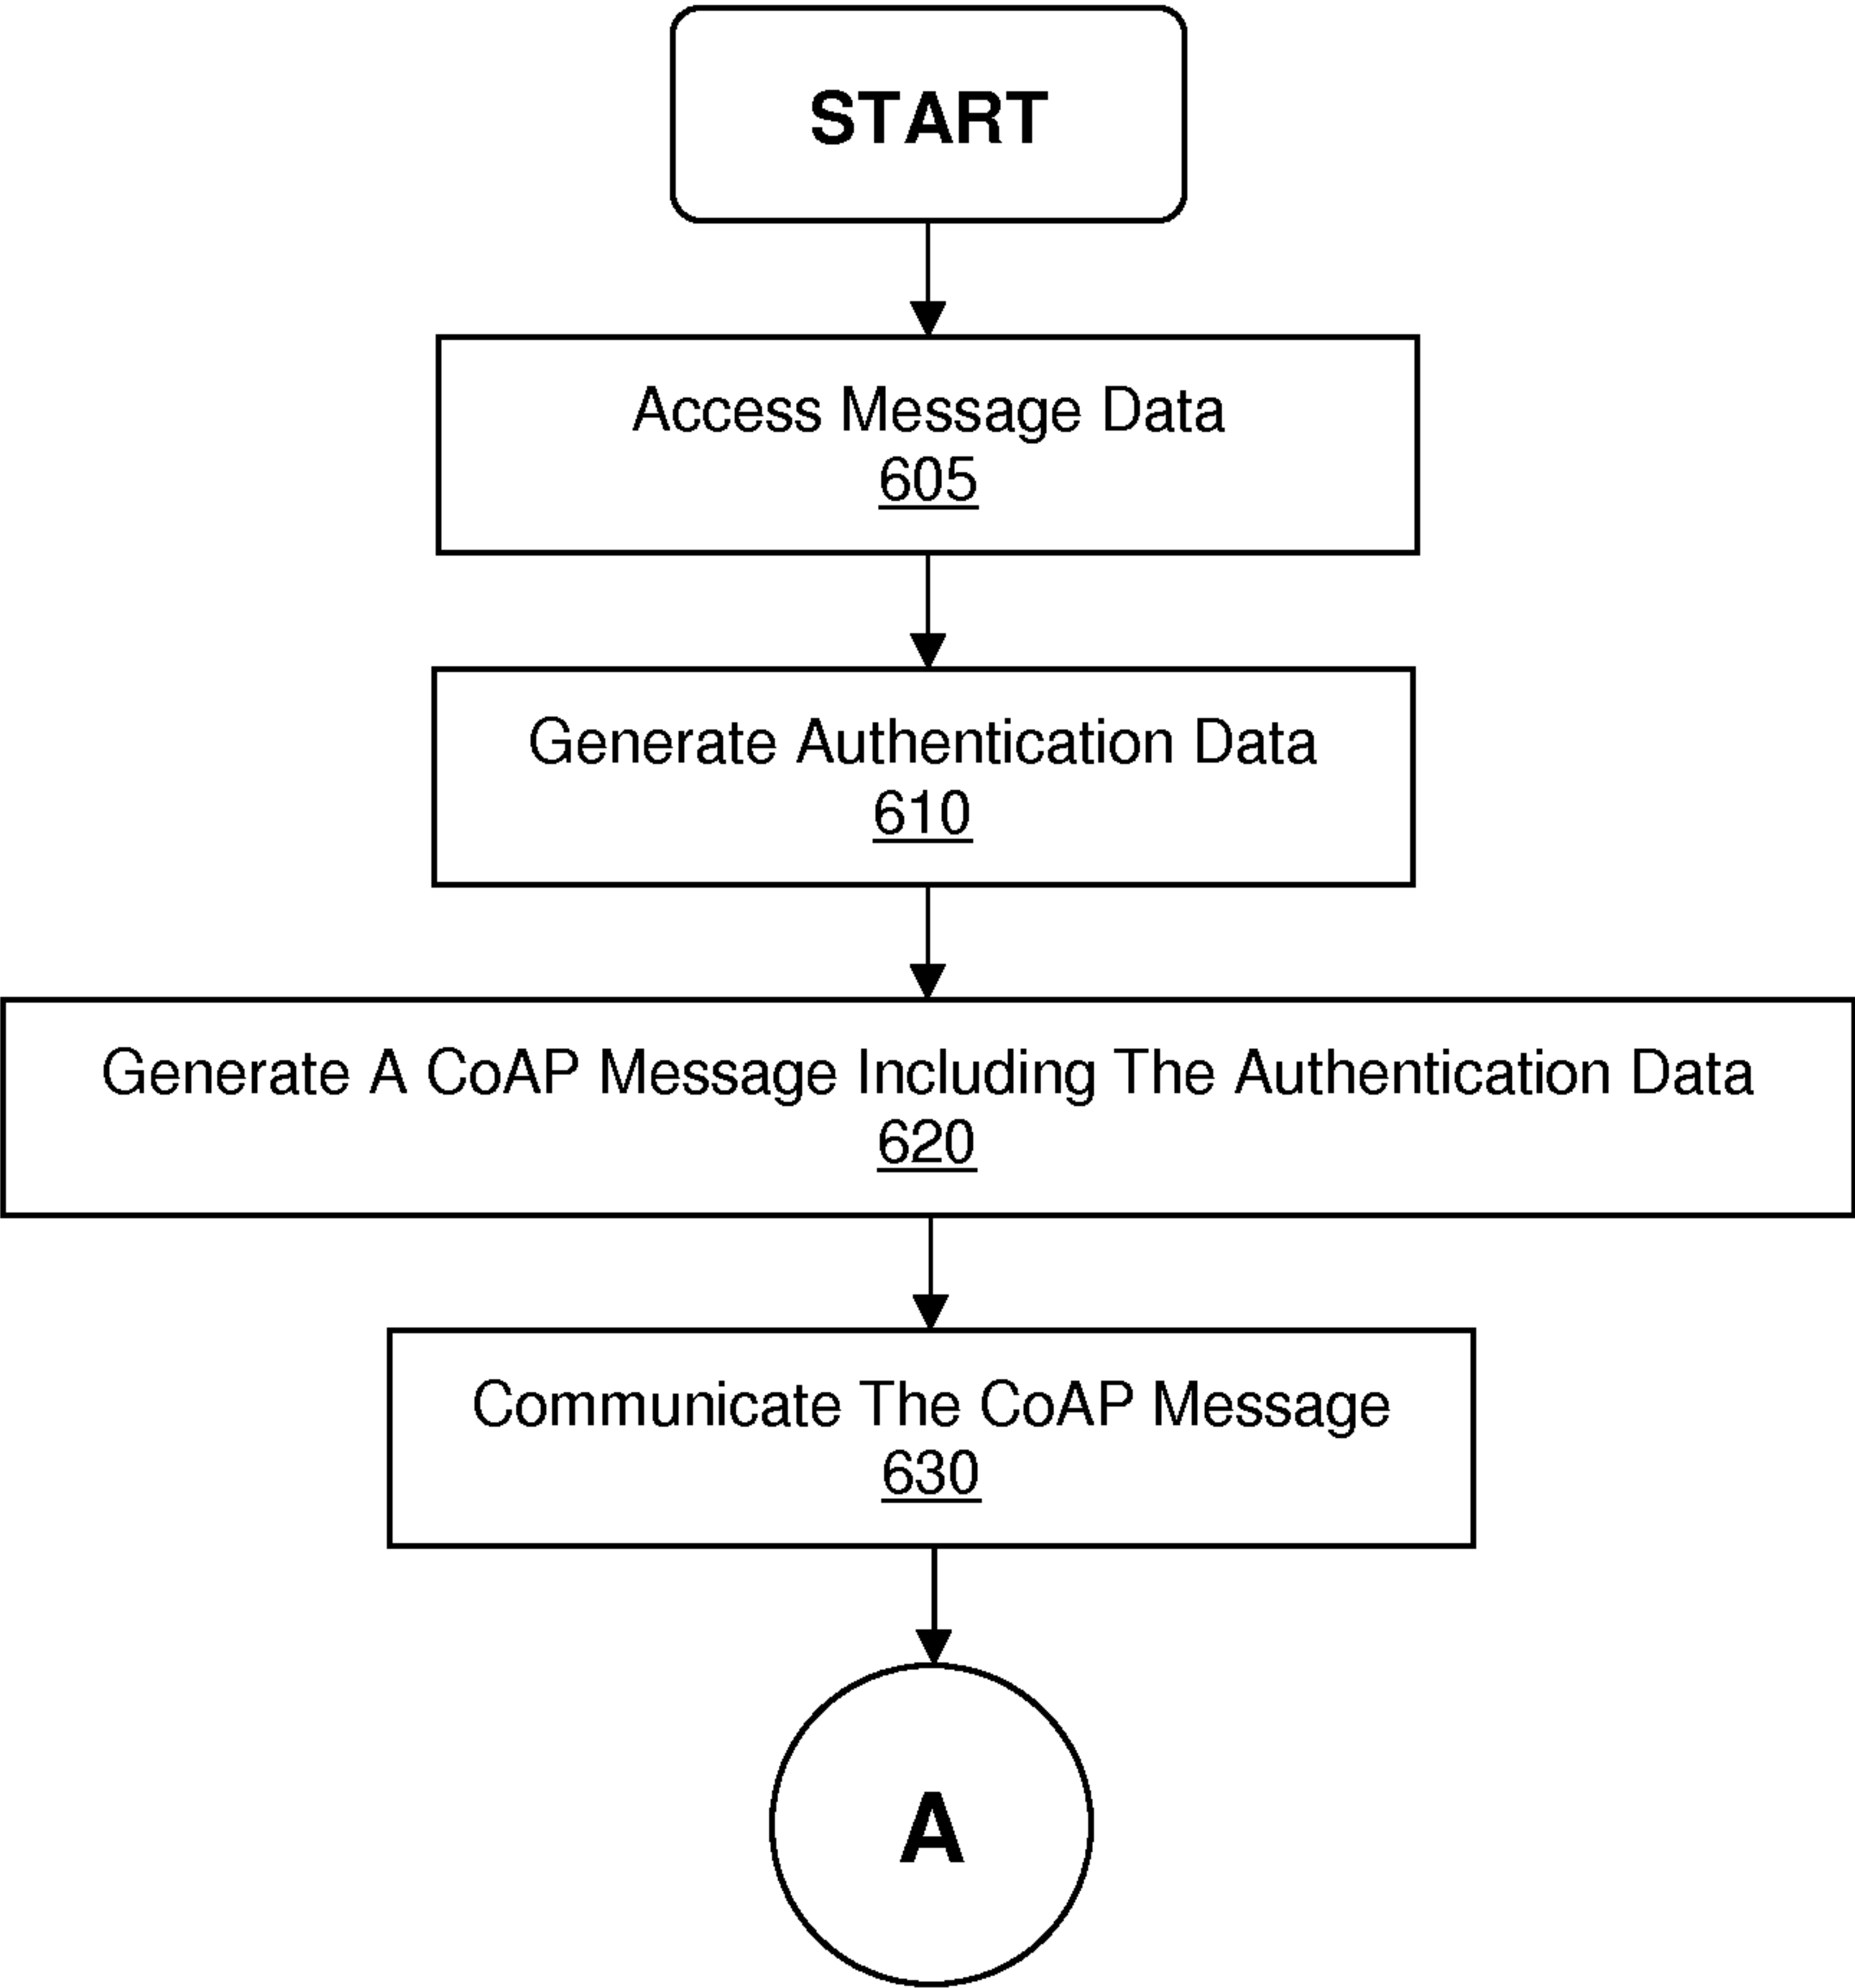 START
Access Message Data
605
Generate Authentication Data
610
Generate A CoAP Message Including The Authentication Data
620
Communicate The CoAP Message
630
A